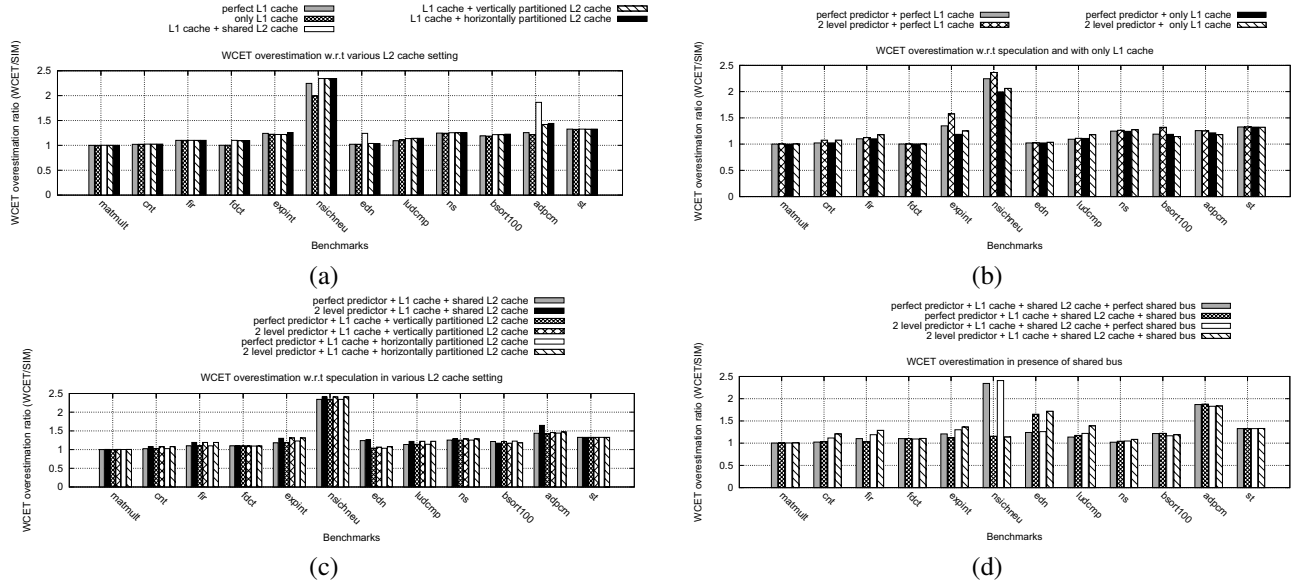 perfect L1 cache
only L1 cache
L1 cache + shared L2 cache
L1 cache + vertically partitioned L2 cache
L1 cache + horizontally partitioned L2 cache
WCET overestimation w.r.t various L2 cache setting
WCET overestimation ratio (WCET/SIM)
2.5
2
1.5
1
0.5
0
matmult
cnt
fir
fdct
expint
nsichneu
edn
ludcmp
ns
bsort100
adpcm
st
Benchmarks
(a)
perfect predictor + perfect L1 cache
2 level predictor + perfect L1 cache
perfect predictor + only L1 cache
2 level predictor + only L1 cache
WCET overestimation w.r.t speculation and with only L1 cache
WCET overestimation ratio (WCET/SIM)
2.5
2
1.5
1
0.5
0
matmult
cnt
fir
fdct
expint
nsichneu
edn
ludcmp
ns
bsort100
adpcm
st
Benchmarks
(b)
perfect predictor + L1 cache + shared L2 cache
2 level predictor + L1 cache + shared L2 cache
perfect predictor + L1 cache + vertically partitioned L2 cache
2 level predictor + L1 cache + vertically partitioned L2 cache
perfect predictor + L1 cache + horizontally partitioned L2 cache
2 level predictor + L1 cache + horizontally partitioned L2 cache
WCET overestimation w.r.t speculation in various L2 cache setting
WCET overestimation ratio (WCET/SIM)
2.5
2
1.5
1
0.5
0
matmult
cnt
fir
fdct
expint
nsichneu
edn
ludcmp
ns
bsort100
adpcm
st
Benchmarks
(c)
perfect predictor + L1 cache + shared L2 cache + perfect shared bus
perfect predictor + L1 cache + shared L2 cache + shared bus
2 level predictor + L1 cache + shared L2 cache + perfect shared bus
2 level predictor + L1 cache + shared L2 cache + shared bus
WCET overestimation in presence of shared bus
WCET overestimation ratio (WCET/SIM)
2.5
2
1.5
1
0.5
0
matmult
cnt
fir
fdct
expint
nsichneu
edn
ludcmp
ns
bsort100
adpcm
st
Benchmarks
(d)